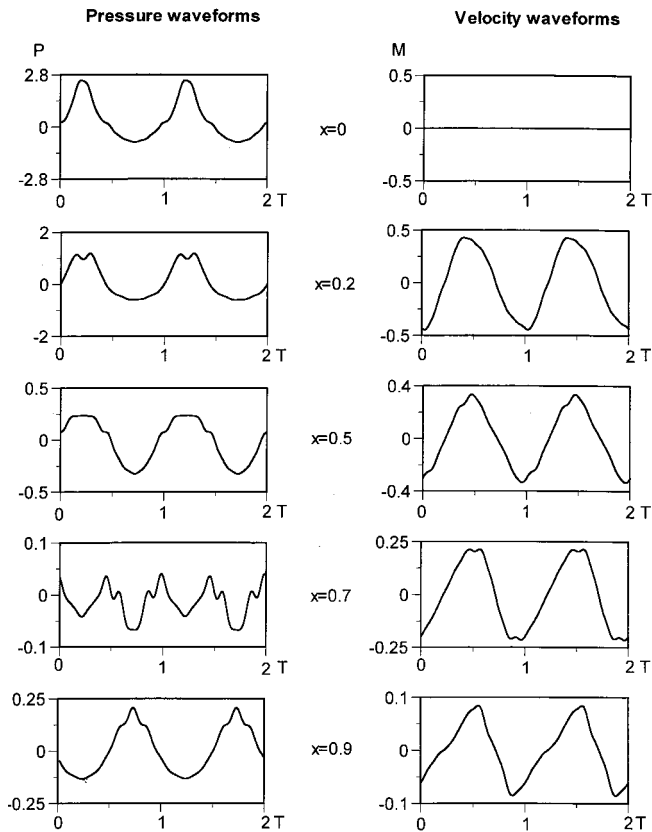 Pressure waveforms Velocity waveforms
P M
2.8 0.5
0 x=0 0
-2.8 -0.5
0 1 2 T 0 1 2 T
2 0.5
0 x=0.2 0
-2 -0.5
0 1 2 T 0 1 2 T
0.5 0.4
0 x=0.5 0
-0.5 -0.4
0 1 2 T 0 1 2 T
0.1 0.25
0 x=0.7 0
-0.1 -0.25
0 1 2 T 0 1 2 T
0.25 0.1
0 x=0.9 0
-0.25 -0.1
0 1 2 T 0 1 2 T